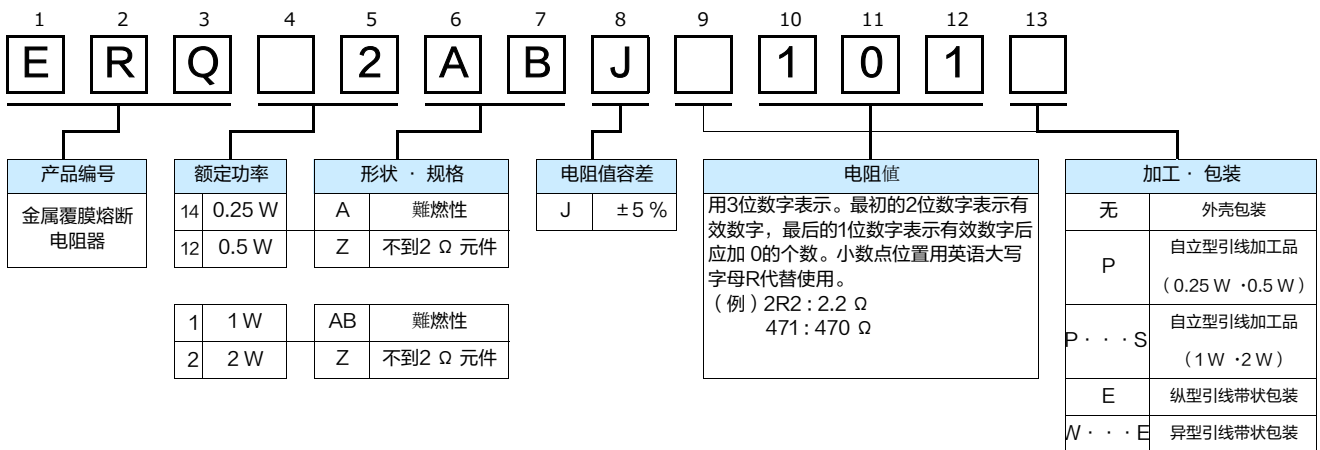 1 2 3 4 5 6 7 8 9 10 11 12 13
E R Q 2 A B J 1 0 1
产品编号
金属覆膜熔断
电阻器
额定功率
14 0.25 W
12 0.5 W
1 1 W
2 2 W
形状 · 规格
A 難燃性
Z 不到2 Ω 元件
AB 難燃性
Z 不到2 Ω 元件
电阻值容差
J ±5 %
电阻値
用3位数字表示。最初的2位数字表示有
效数字，最后的1位数字表示有效数字后
应加 0的个数。小数点位置用英语大写
字母R代替使用。
（例）2R2 : 2.2 Ω
471 : 470 Ω
加工 · 包装
无 外壳包装
P 自立型引线加工品
（0.25 W ·0.5 W）
P · · · S 自立型引线加工品
（1 W ·2 W）
E 纵型引线带状包装
W · · · E 异型引线带状包装